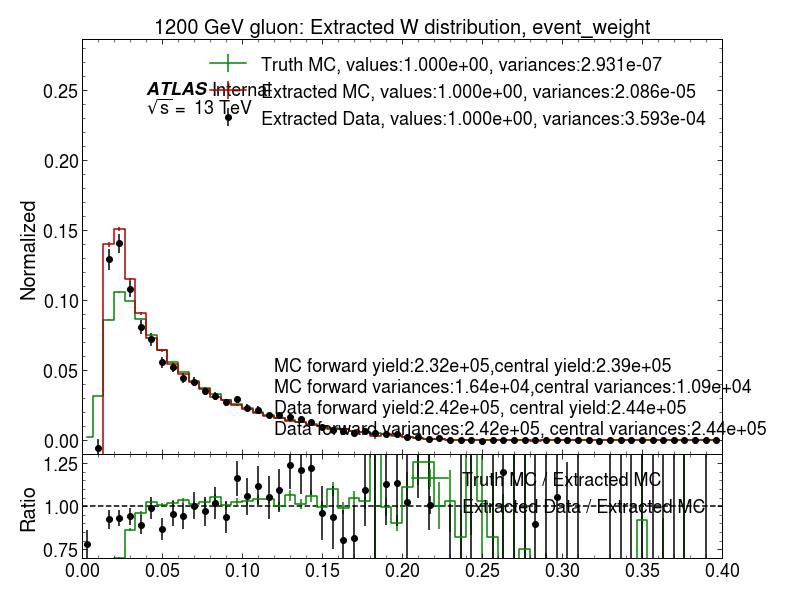 1200 GeV gluon: Extracted W distribution, event_weight
Truth MC, values:1.000e+00, variances:2.931e-07
ATLAS Internal
Extracted MC, values:1.000e+00, variances:2.086e-05
√s = 13 TeV
Extracted Data, values:1.000e+00, variances:3.593e-04
Normalized
0.25
0.20
0.15
0.10
0.05
0.00
MC forward yield:2.32e+05,central yield:2.39e+05
MC forward variances:1.64e+04,central variances:1.09e+04
Data forward yield:2.42e+05, central yield:2.44e+05
Data forward variances:2.42e+05, central variances:2.44e+05
Ratio
1.25
1.00
0.75
Truth MC / Extracted MC
Extracted Data / Extracted MC
0.00 0.05 0.10 0.15 0.20 0.25 0.30 0.35 0.40